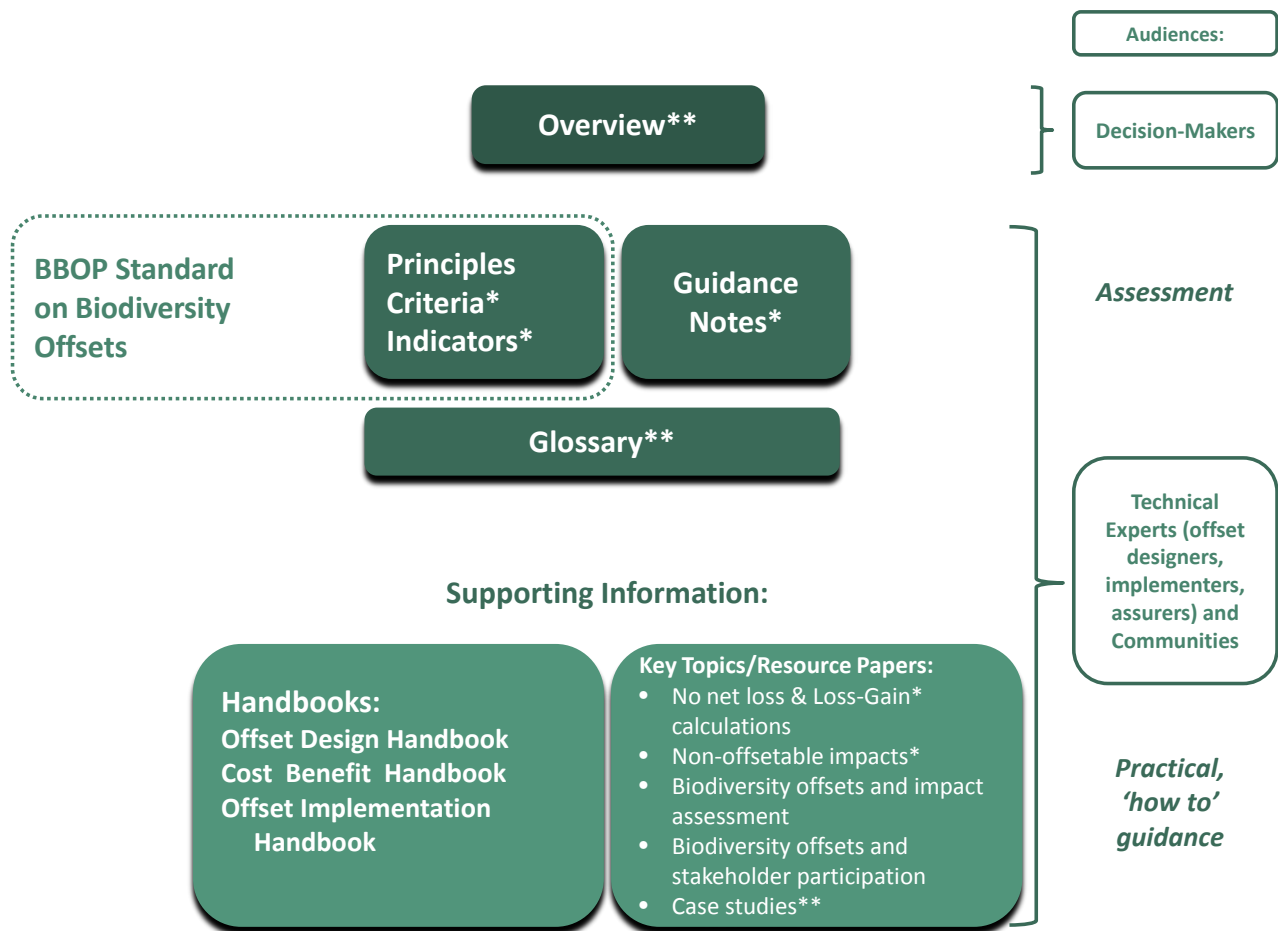 Audiences:
Overview**
Decision-Makers
BBOP Standard
on Biodiversity
Offsets
Principles
Criteria*
Indicators*
Guidance
Notes*
Assessment
Glossary**
Technical
Experts (offset
designers,
implementers,
assurers) and
Communities
Supporting Information:
Handbooks:
Offset Design Handbook
Cost Benefit Handbook
Offset Implementation
Handbook
Key Topics/Resource Papers:
• No net loss & Loss-Gain*
calculations
• Non-offsetable impacts*
• Biodiversity offsets and impact
assessment
• Biodiversity offsets and
stakeholder participation
• Case studies**
Practical,
‘how to’
guidance